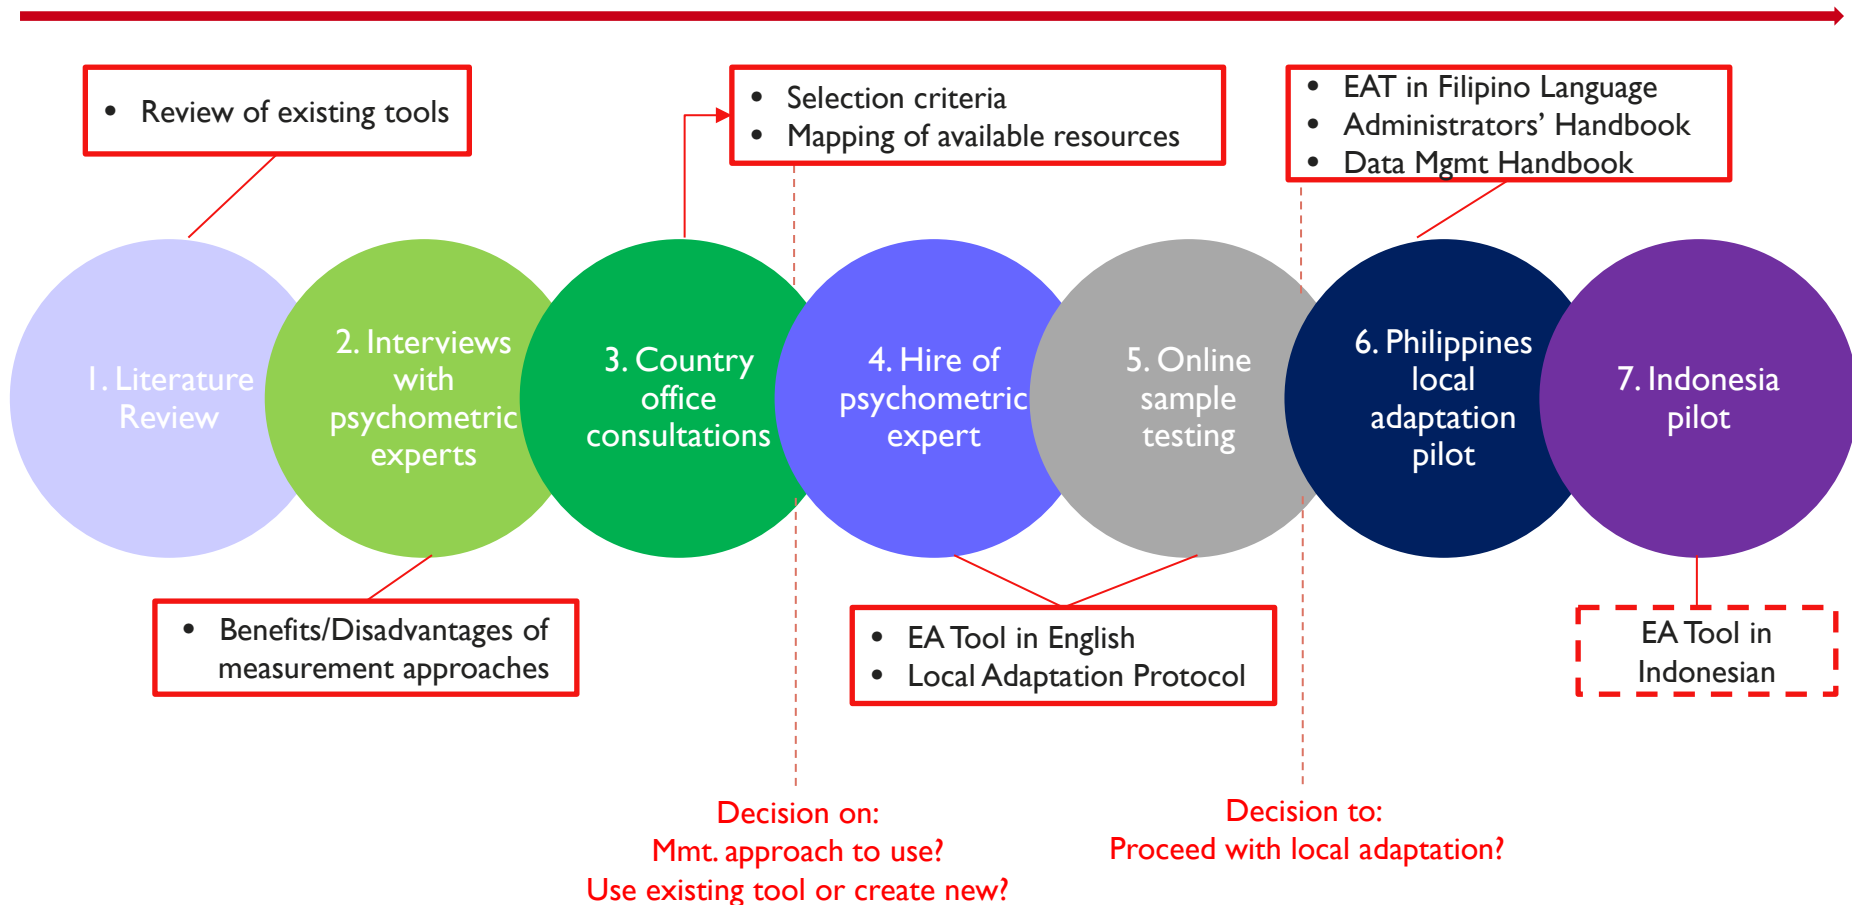 • Review of existing tools
• Selection criteria
• Mapping of available resources
• EAT in Filipino Language
• Administrators’ Handbook
• Data Mgmt Handbook
1. Literature
Review
2. Interviews
with
psychometric
experts
3. Country
office
consultations
4. Hire of
psychometric
expert
5. Online
sample
testing
6. Philippines
local
adaptation
pilot
7. Indonesia
pilot
• Benefits/Disadvantages of
measurement approaches
• EA Tool in English
• Local Adaptation Protocol
EA Tool in
Indonesian
Decision on:
Mmt. approach to use?
Use existing tool or create new?
Decision to:
Proceed with local adaptation?